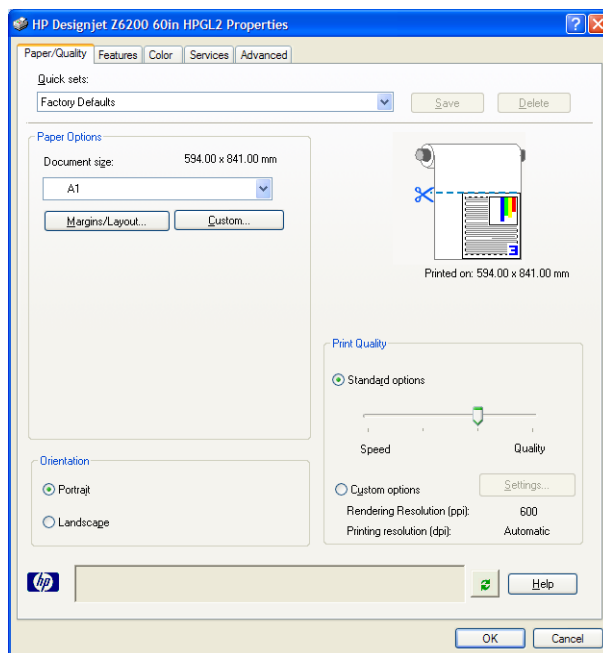 HP Designjet Z6200 60in HPGL2 Properties
Paper/Quality Features Color Services Advanced
Quick sets:
Factory Defaults
Save
Delete
Paper Options
Document size:
594.00 x 841.00 mm
A1
Margins/Layout...
Custom...
Printed on: 594.00 x 841.00 mm
Print Quality
Standard options
Speed
Quality
Custom options
Settings...
Rendering Resolution (ppi): 600
Printing resolution (dpi): Automatic
Orientation
Portrait
Landscape
hp
Help
OK
Cancel